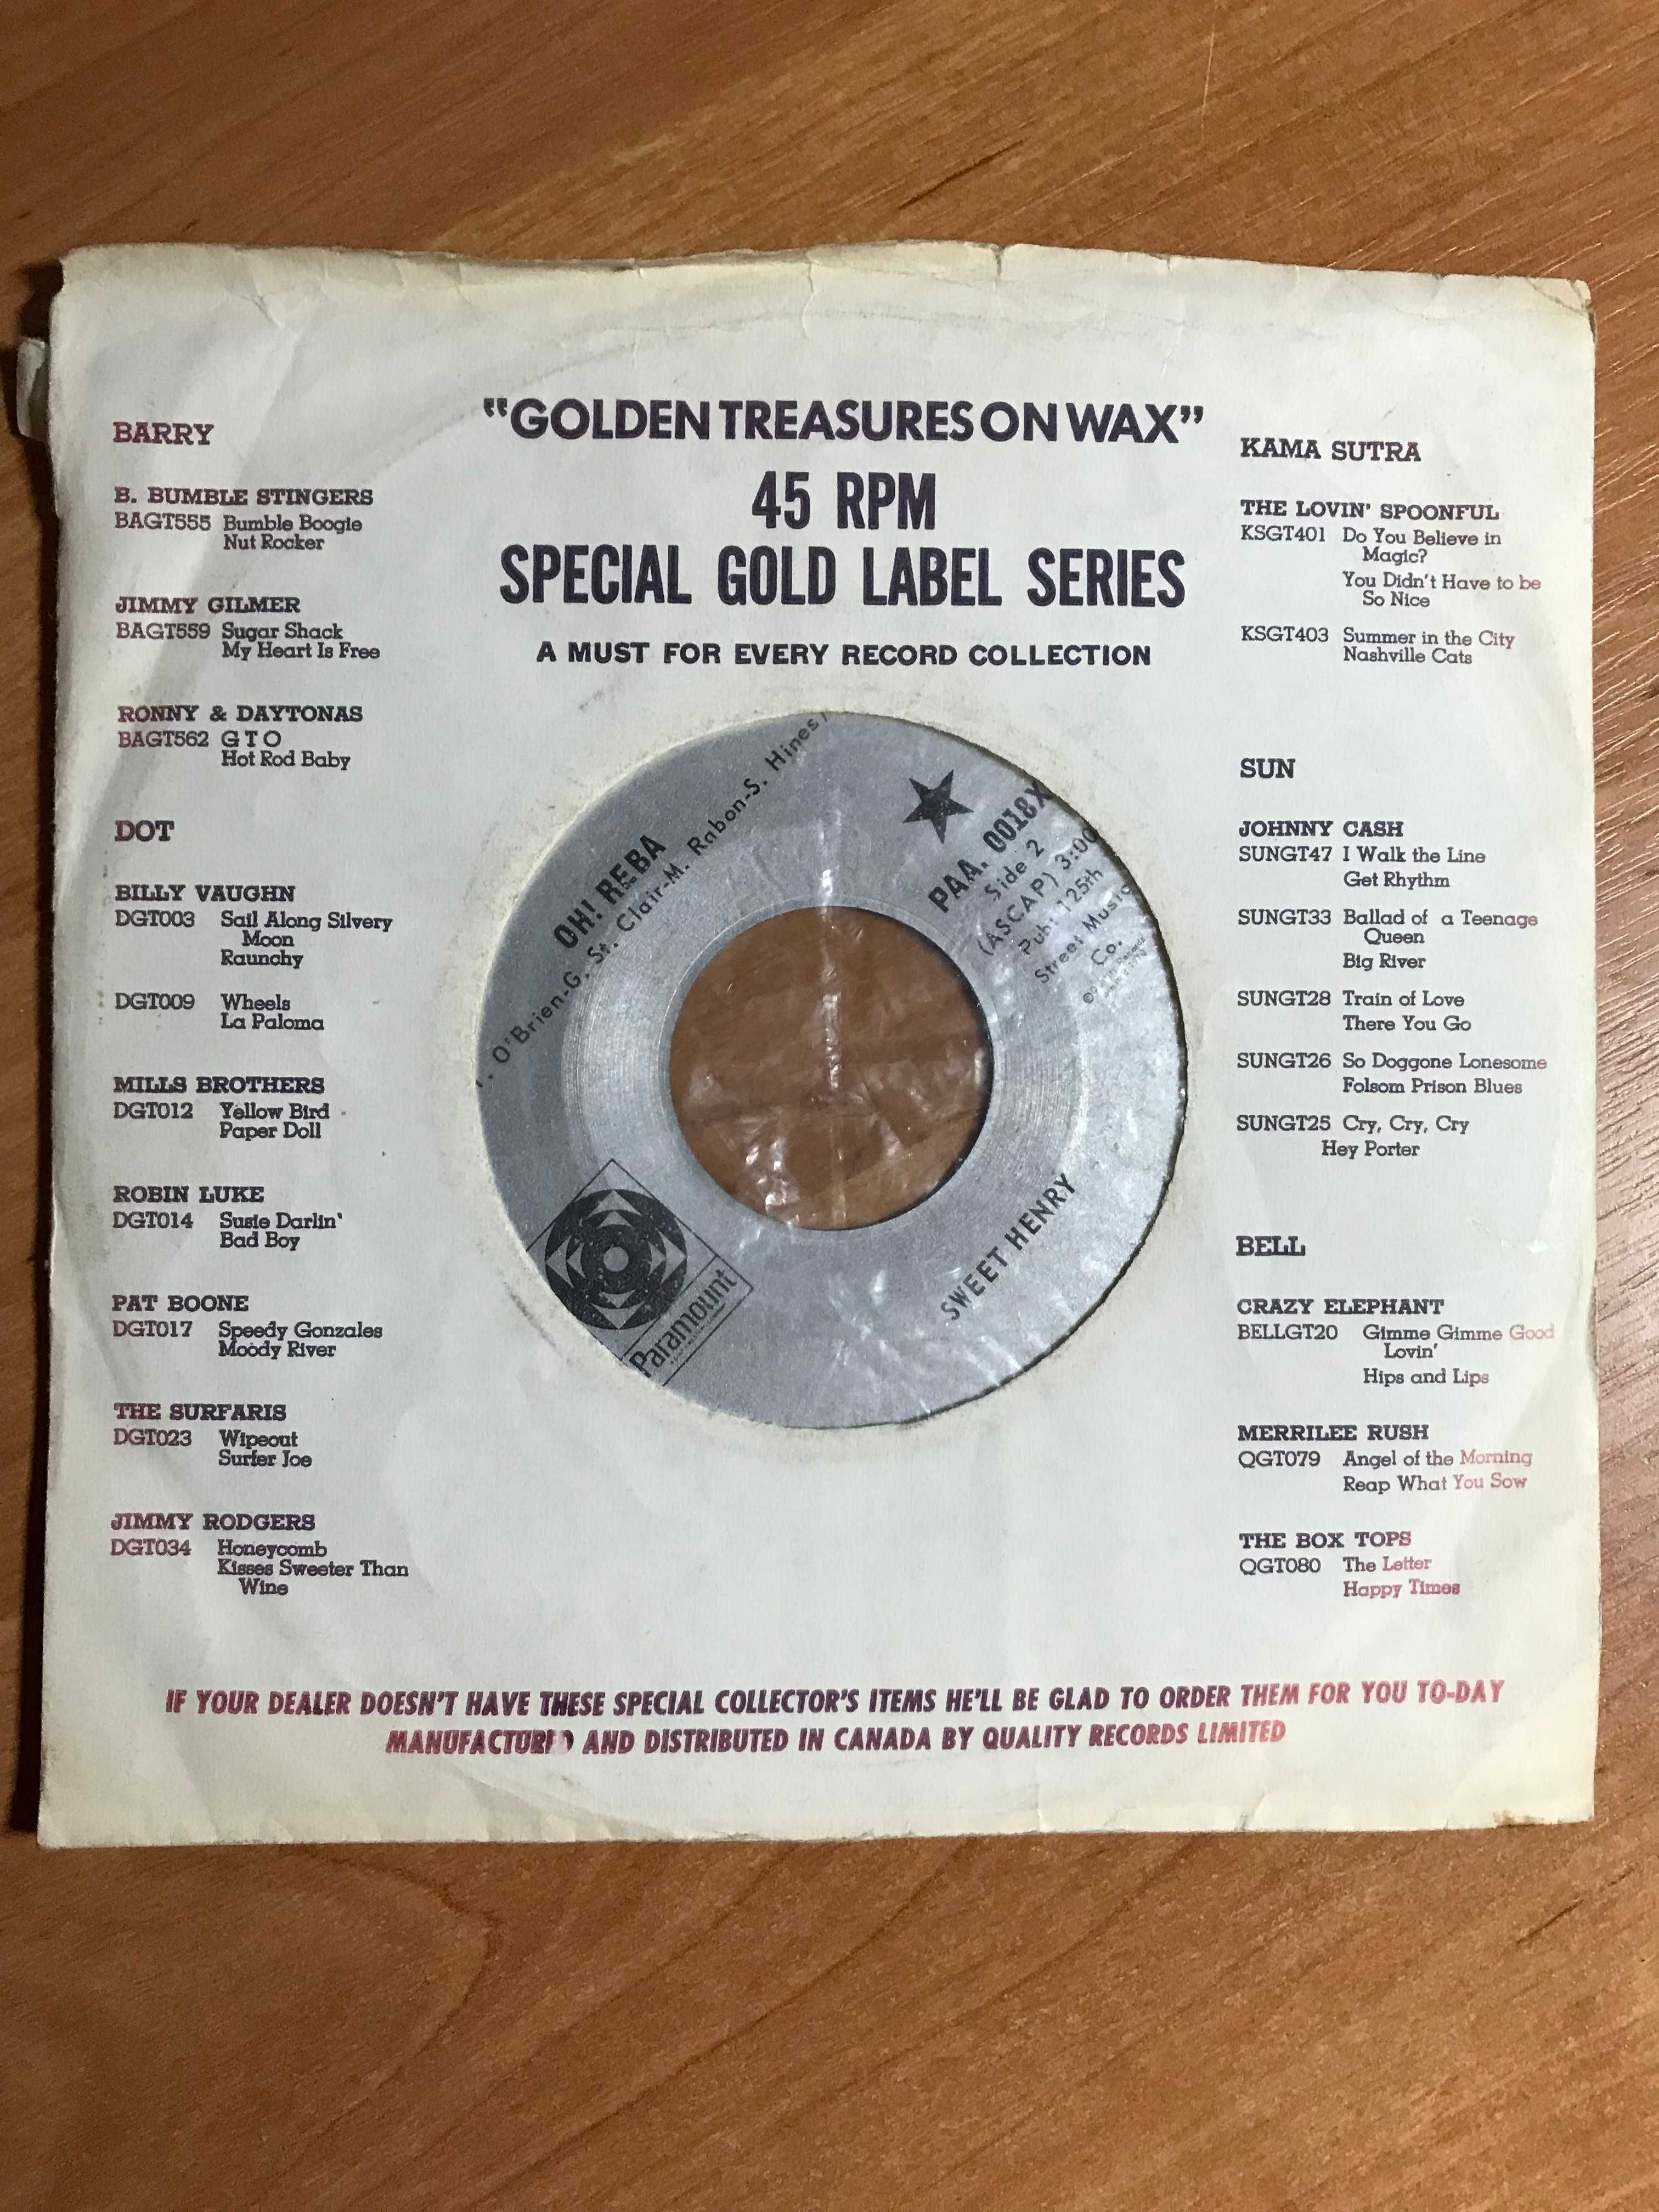 "GOLDEN TREASURES ON WAX"
45 RPM
SPECIAL GOLD LABEL SERIES
A MUST FOR EVERY RECORD COLLECTION
BARRY
B. BUMBLE STINGERS
BAGT555 Bumble Boogie
Nut Rocker
JIMMY GILMER
BAGT559 Sugar Shack
My Heart Is Free
RONNY & DAYTONAS
BAGT562 G T O
Hot Rod Baby
DOT
BILLY VAUGHN
DGT003 Sail Along Silvery
Moon
Raunchy
DGT009 Wheels
La Paloma
MILLS BROTHERS
DGT012 Yellow Bird
Paper Doll
ROBIN LUKE
DGT014 Susie Darlin'
Bad Boy
PAT BOONE
DGT017 Speedy Gonzales
Moody River
THE SURFARIS
DGT023 Wipeout
Surfer Joe
JIMMY RODGERS
DGT034 Honeycomb
Kisses Sweeter Than
Wine
OH! REBA
O'Brien-G. St. Clair-M. Rabon-S. Hines
PAA. 0018X
Side 2
(ASCAP) 3:00
Pub: 125th
Street Music
Co.
SWEET HENRY
Paramount
KAMA SUTRA
THE LOVIN' SPOONFUL
KSGT401 Do You Believe in
Magic?
You Didn't Have to be
So Nice
KSGT403 Summer in the City
Nashville Cats
SUN
JOHNNY CASH
SUNGT47 I Walk the Line
Get Rhythm
SUNGT33 Ballad of a Teenage
Queen
Big River
SUNGT28 Train of Love
There You Go
SUNGT26 So Doggone Lonesome
Folsom Prison Blues
SUNGT25 Cry, Cry, Cry
Hey Porter
BELL
CRAZY ELEPHANT
BELLGT20 Gimme Gimme Good
Lovin'
Hips and Lips
MERRILEE RUSH
QGT079 Angel of the Morning
Reap What You Sow
THE BOX TOPS
QGT080 The Letter
Happy Times
IF YOUR DEALER DOESN'T HAVE THESE SPECIAL COLLECTOR'S ITEMS HE'LL BE GLAD TO ORDER THEM FOR YOU TO-DAY
MANUFACTURED AND DISTRIBUTED IN CANADA BY QUALITY RECORDS LIMITED